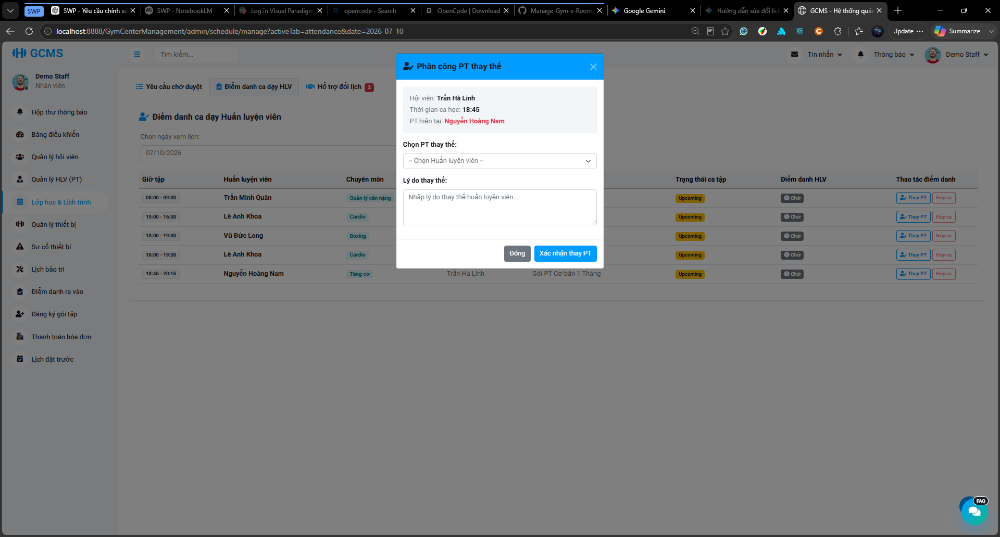 SWP
SWP - Yêu cầu chỉnh sử
SWP - NotebookLM
Log in Visual Paradigm
opencode - Search
OpenCode | Download
Manage-Gym-s-Room/
Google Gemini
Hướng dẫn sửa đổi lịch
GCMS - Hệ thống quản
localhost:8888/GymCenterManagement/admin/schedule/manage?activeTab=attendance&date=2026-07-10
Update
Summarize
GCMS
Tìm kiếm...
Tin nhắn
Thông báo
Demo Staff
Demo Staff
Nhân viên
Hộp thư thông báo
Bảng điều khiển
Quản lý hội viên
Quản lý HLV (PT)
Lớp học & Lịch trình
Quản lý thiết bị
Sự cố thiết bị
Lịch bảo trì
Điểm danh ra vào
Đăng ký gói tập
Thanh toán hóa đơn
Lịch đặt trước
Yêu cầu chờ duyệt
Điểm danh ca dạy HLV
Hỗ trợ đổi lịch 2
Điểm danh ca dạy Huấn luyện viên
Chọn ngày xem lịch:
07/10/2026
Giờ tập Huấn luyện viên Chuyên môn Trạng thái ca tập Điểm danh HLV Thao tác điểm danh
08:00 - 09:30 Trần Minh Quân Quản lý cân nặng Upcoming Chờ Thay PT Hủy ca
15:00 - 16:30 Lê Anh Khoa Cardio Upcoming Chờ Thay PT Hủy ca
18:00 - 19:30 Vũ Đức Long Boxing Upcoming Chờ Thay PT Hủy ca
18:00 - 19:30 Lê Anh Khoa Cardio Upcoming Chờ Thay PT Hủy ca
18:45 - 20:15 Nguyễn Hoàng Nam Tăng cơ Trần Hà Linh Gói PT Cơ bản 1 Tháng Upcoming Chờ Thay PT Hủy ca
Phân công PT thay thế
Hội viên: Trần Hà Linh
Thời gian ca học: 18:45
PT hiện tại: Nguyễn Hoàng Nam
Chọn PT thay thế:
-- Chọn Huấn luyện viên --
Lý do thay thế:
Nhập lý do thay thế huấn luyện viên...
Đóng
Xác nhận thay PT
FAQ